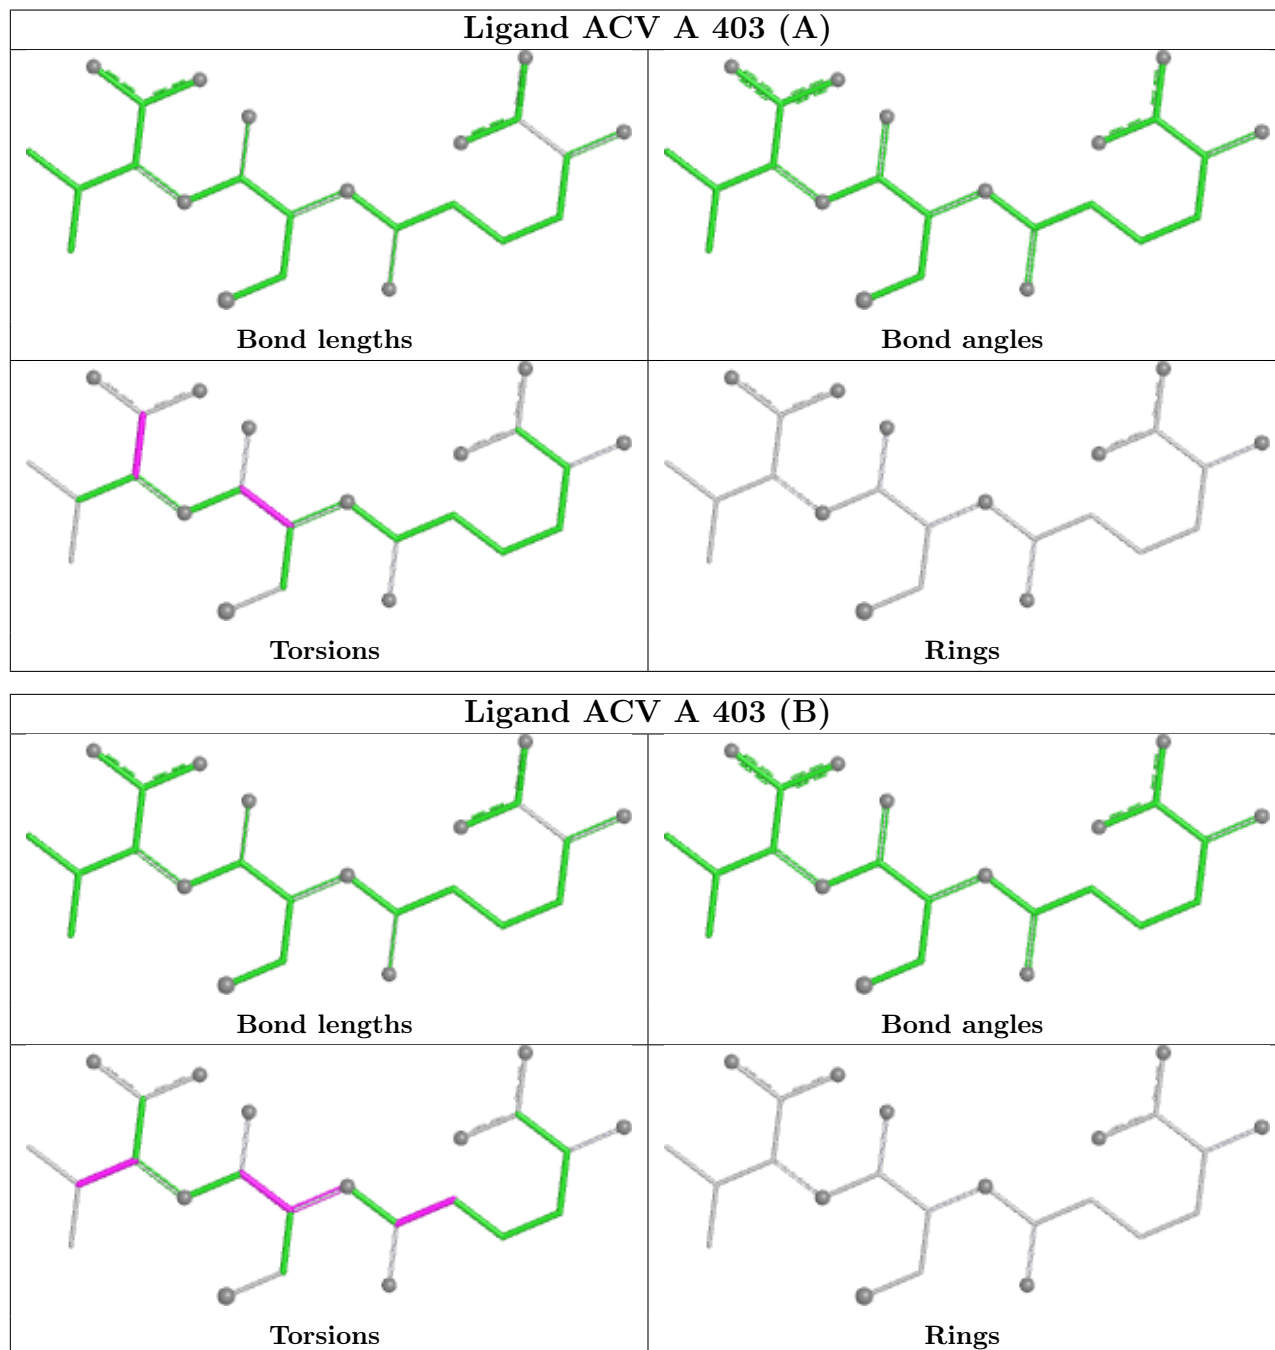 Ligand ACV A 403 (A)
Bond lengths
Bond angles
Torsions
Rings
Ligand ACV A 403 (B)
Bond lengths
Bond angles
Torsions
Rings